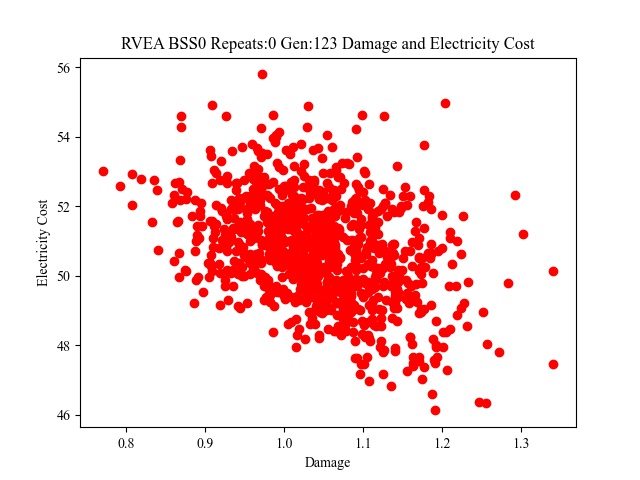 RVEA BSS0 Repeats:0 Gen:123 Damage and Electricity Cost
56
54
52
50
48
46
Electricity Cost
0.8 0.9 1.0 1.1 1.2 1.3
Damage